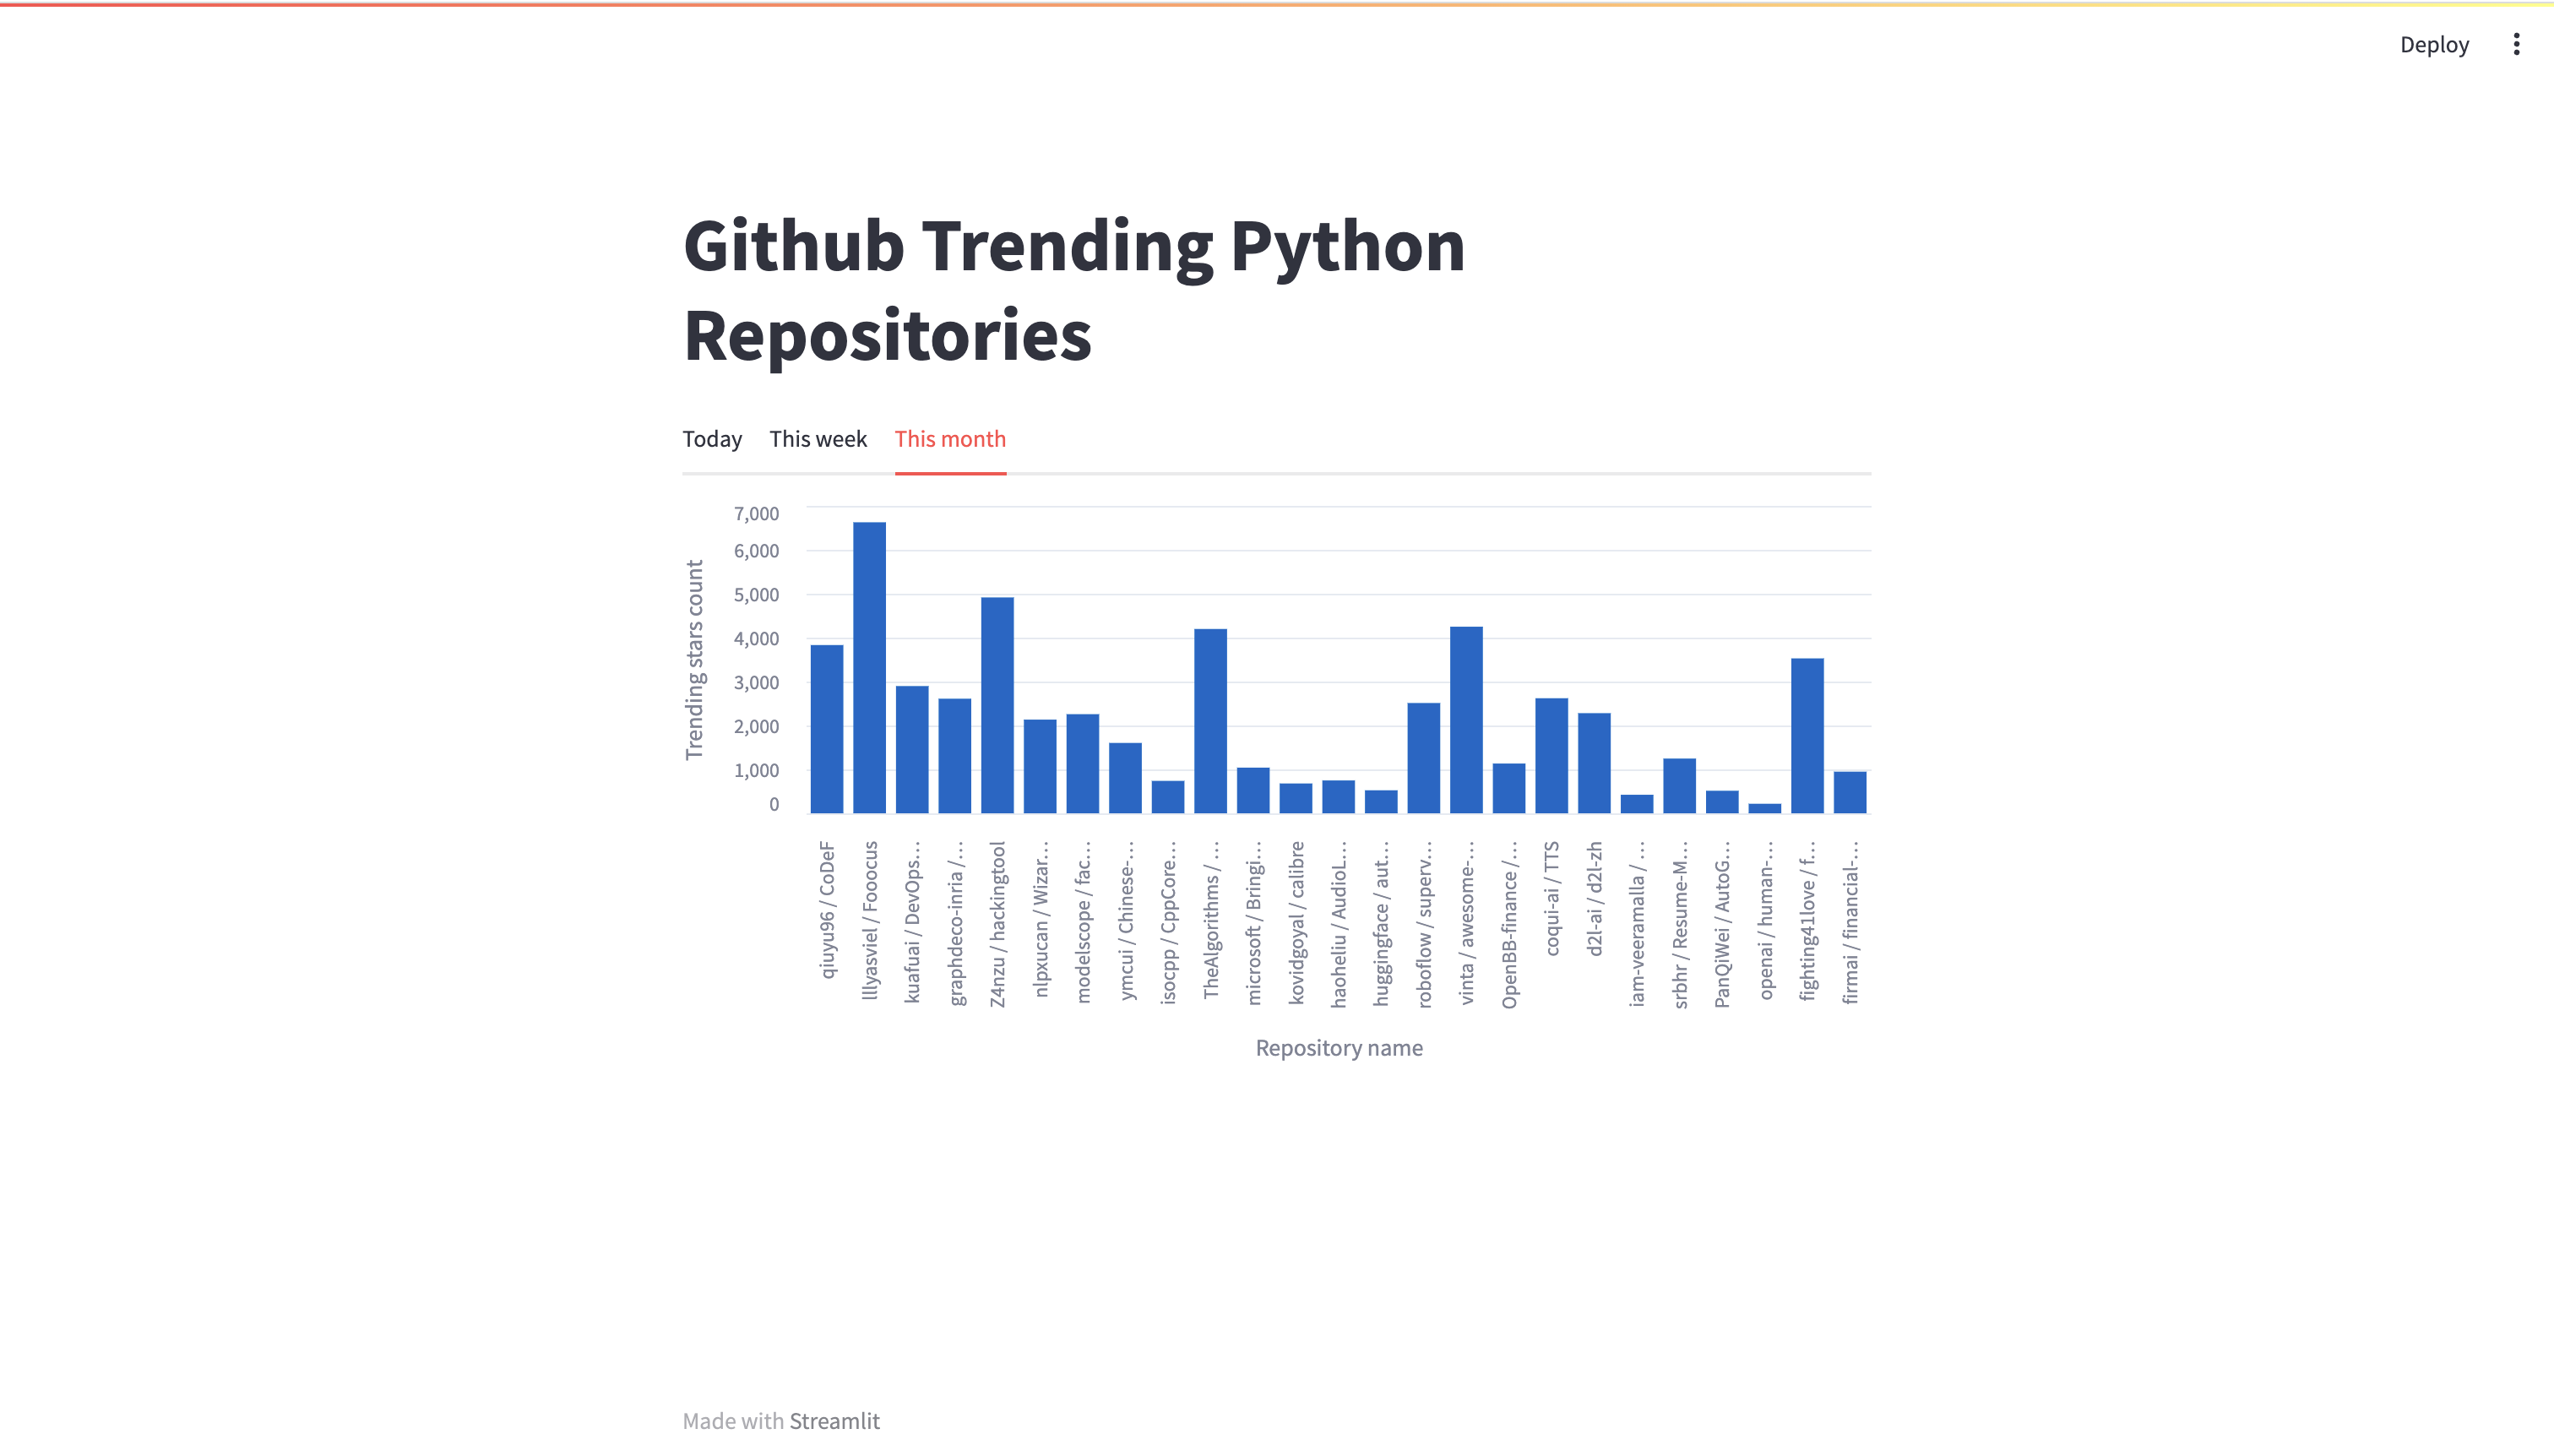 Deploy
Github Trending Python
Repositories
Today This week This month
Trending stars count
7,000
6,000
5,000
4,000
3,000
2,000
1,000
0
qiuyu96 / CoDeF
lllyasviel / Fooocus
kuafuai / DevOps…
graphdeco-inria /…
Z4nzu / hackingtool
nlpxucan / Wizar…
modelscope / fac…
ymcui / Chinese-…
isocpp / CppCore…
TheAlgorithms / …
microsoft / Bringi…
kovidgoyal / calibre
haoheliu / AudioL…
huggingface / aut…
roboflow / superv…
vinta / awesome-…
OpenBB-finance /…
coqui-ai / TTS
d2l-ai / d2l-zh
iam-veeramalla / …
srbhr / Resume-M…
PanQiWei / AutoG…
openai / human-…
fighting41love / f…
firmai / financial-…
Repository name
Made with Streamlit